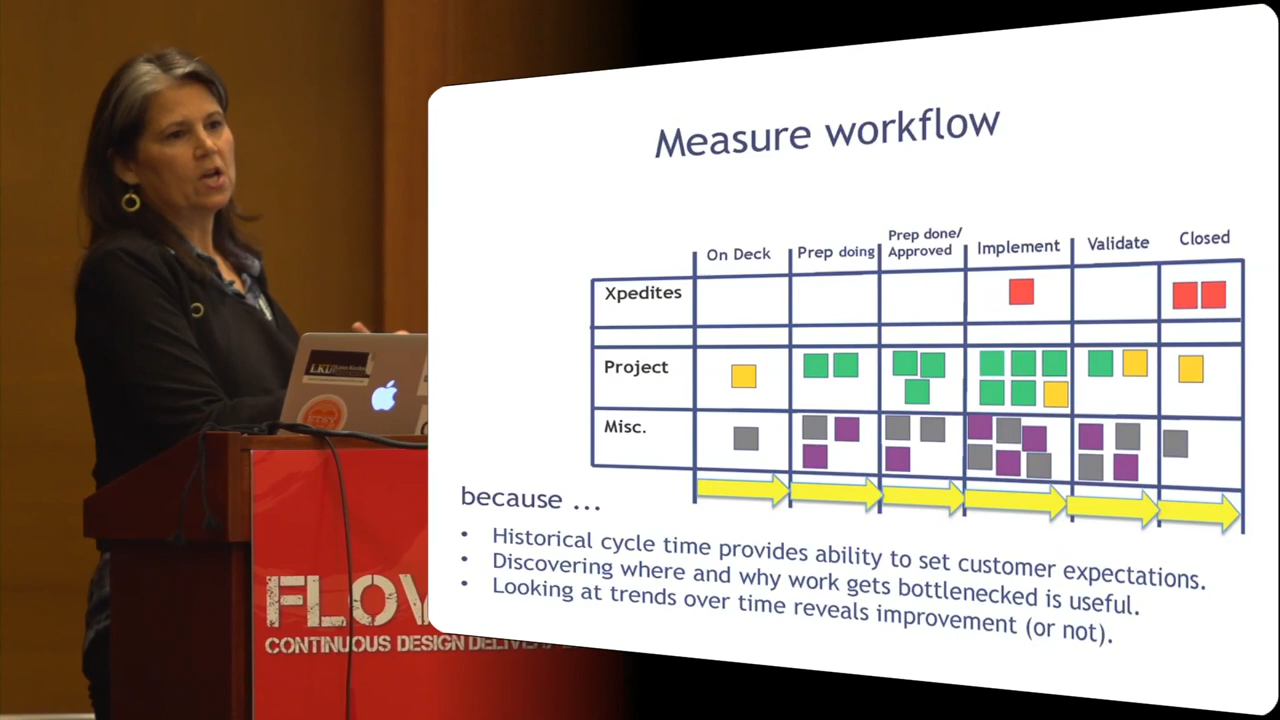 Measure workflow
On Deck
Prep doing
Prep done/
Approved
Implement
Validate
Closed
Xpedites
Project
Misc.
because ...
• Historical cycle time provides ability to set customer expectations.
• Discovering where and why work gets bottlenecked is useful.
• Looking at trends over time reveals improvement (or not).
LKU
FLOW
CONTINUOUS DESIGN DELIVE